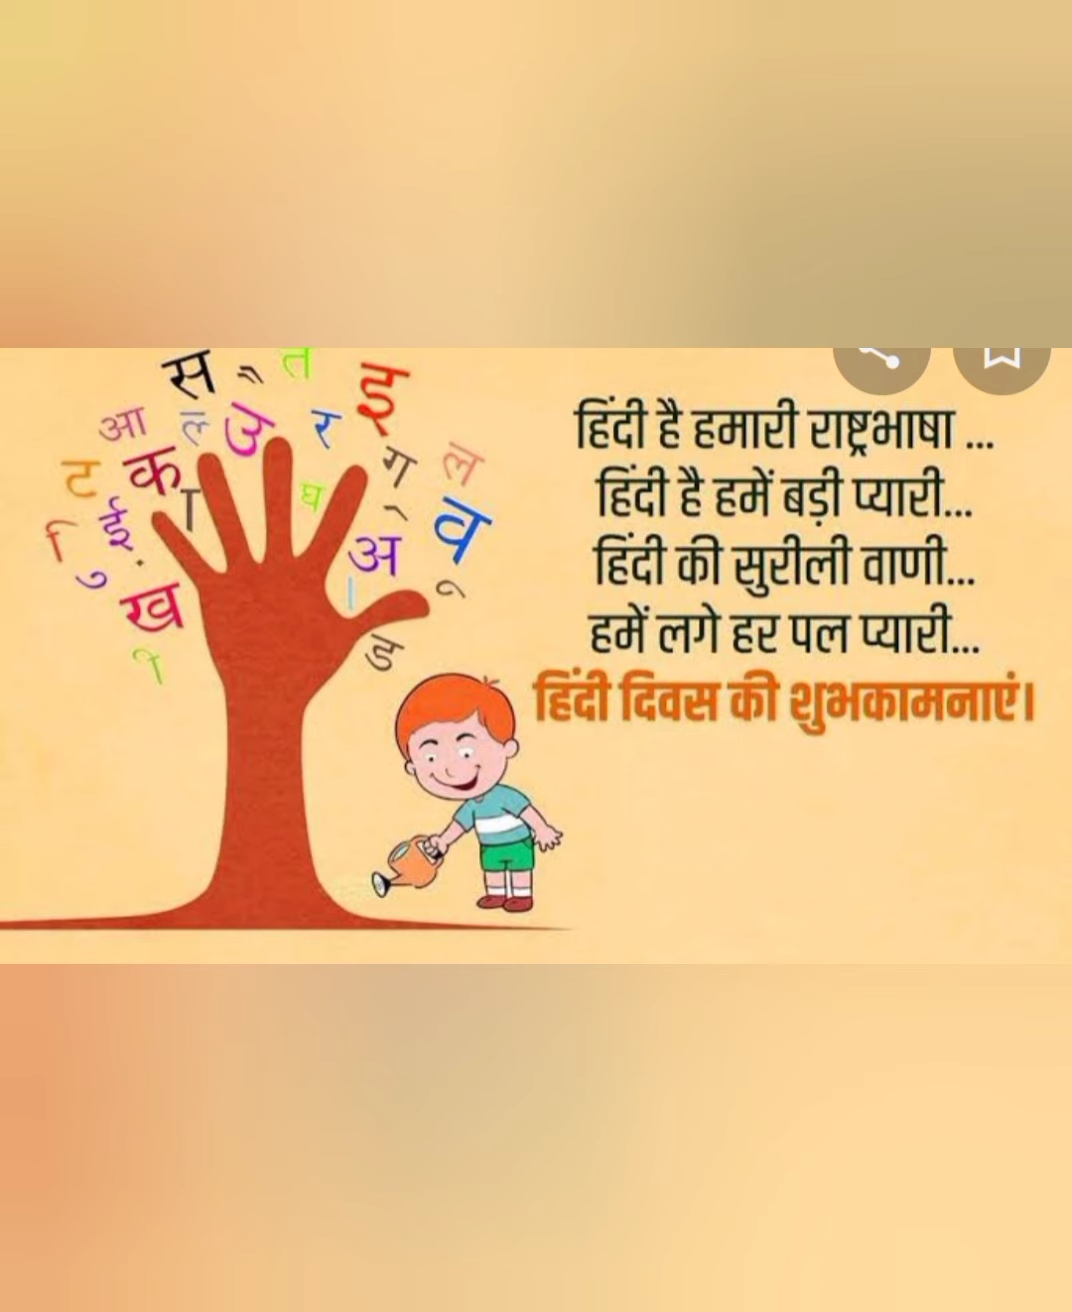 स
त
इ
आ
ल
उ
र
ग
ल
ट
क
घ
व
ई
अ
ख
ड
हिंदी है हमारी राष्ट्रभाषा ...
हिंदी है हमें बड़ी प्यारी...
हिंदी की सुरीली वाणी...
हमें लगे हर पल प्यारी...
हिंदी दिवस की शुभकामनाएं।